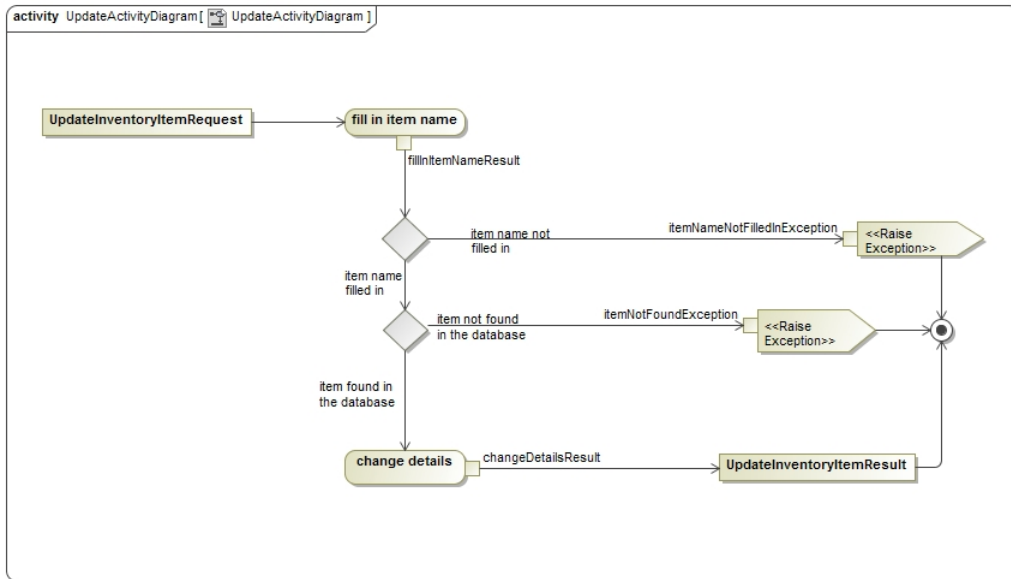 activity UpdateActivityDiagram[ UpdateActivityDiagram ]
UpdateInventoryItemRequest
fill in item name
fillInItemNameResult
item name not
filled in
itemNameNotFilledInException
<<Raise
Exception>>
item name
filled in
item not found
in the database
itemNotFoundException
<<Raise
Exception>>
item found in
the database
change details
changeDetailsResult
UpdateInventoryItemResult